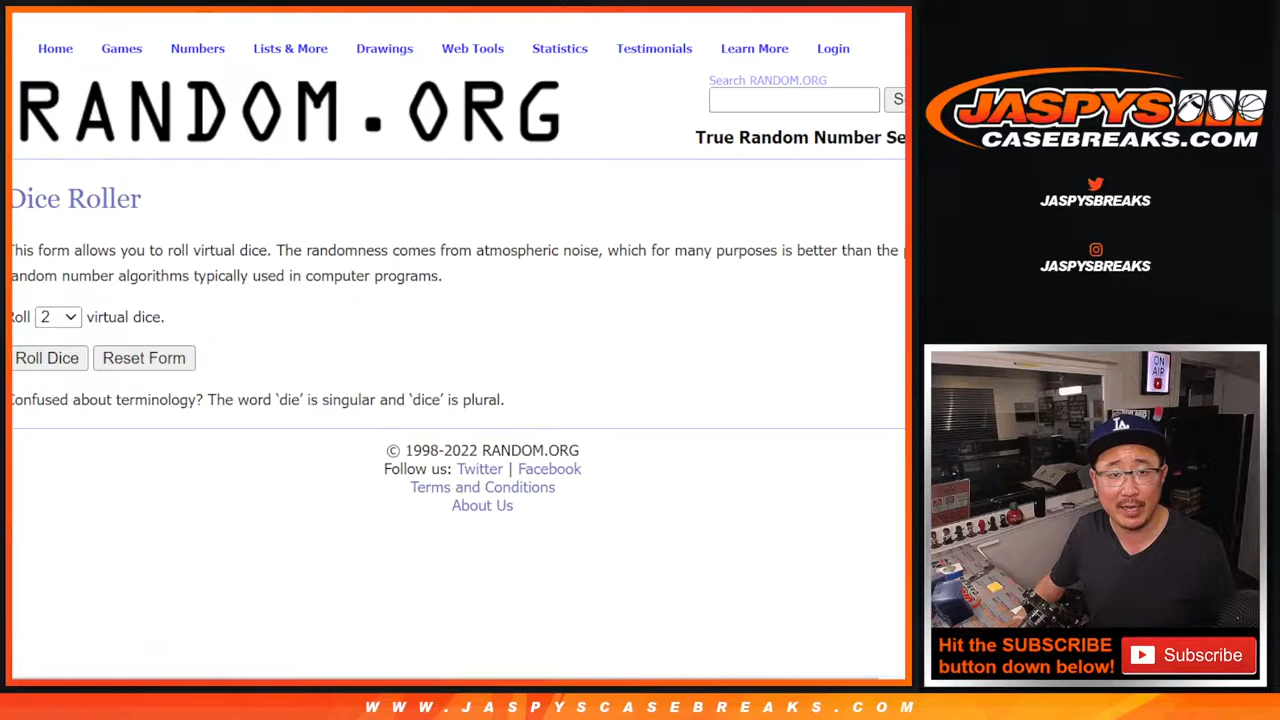 Home Games Numbers Lists & More Drawings Web Tools Statistics Testimonials Learn More Login
Search RANDOM.ORG
RANDOM.ORG
True Random Number Se
Dice Roller
This form allows you to roll virtual dice. The randomness comes from atmospheric noise, which for many purposes is better than the
random number algorithms typically used in computer programs.
Roll 2 virtual dice.
Roll Dice Reset Form
Confused about terminology? The word ‘die’ is singular and ‘dice’ is plural.
© 1998-2022 RANDOM.ORG
Follow us: Twitter | Facebook
Terms and Conditions
About Us
JASPYS
CASEBREAKS.COM
JASPYSBREAKS
JASPYSBREAKS
ON
AIR
LA
Hit the SUBSCRIBE
button down below!
Subscribe
WWW.JASPYSCASEBREAKS.COM